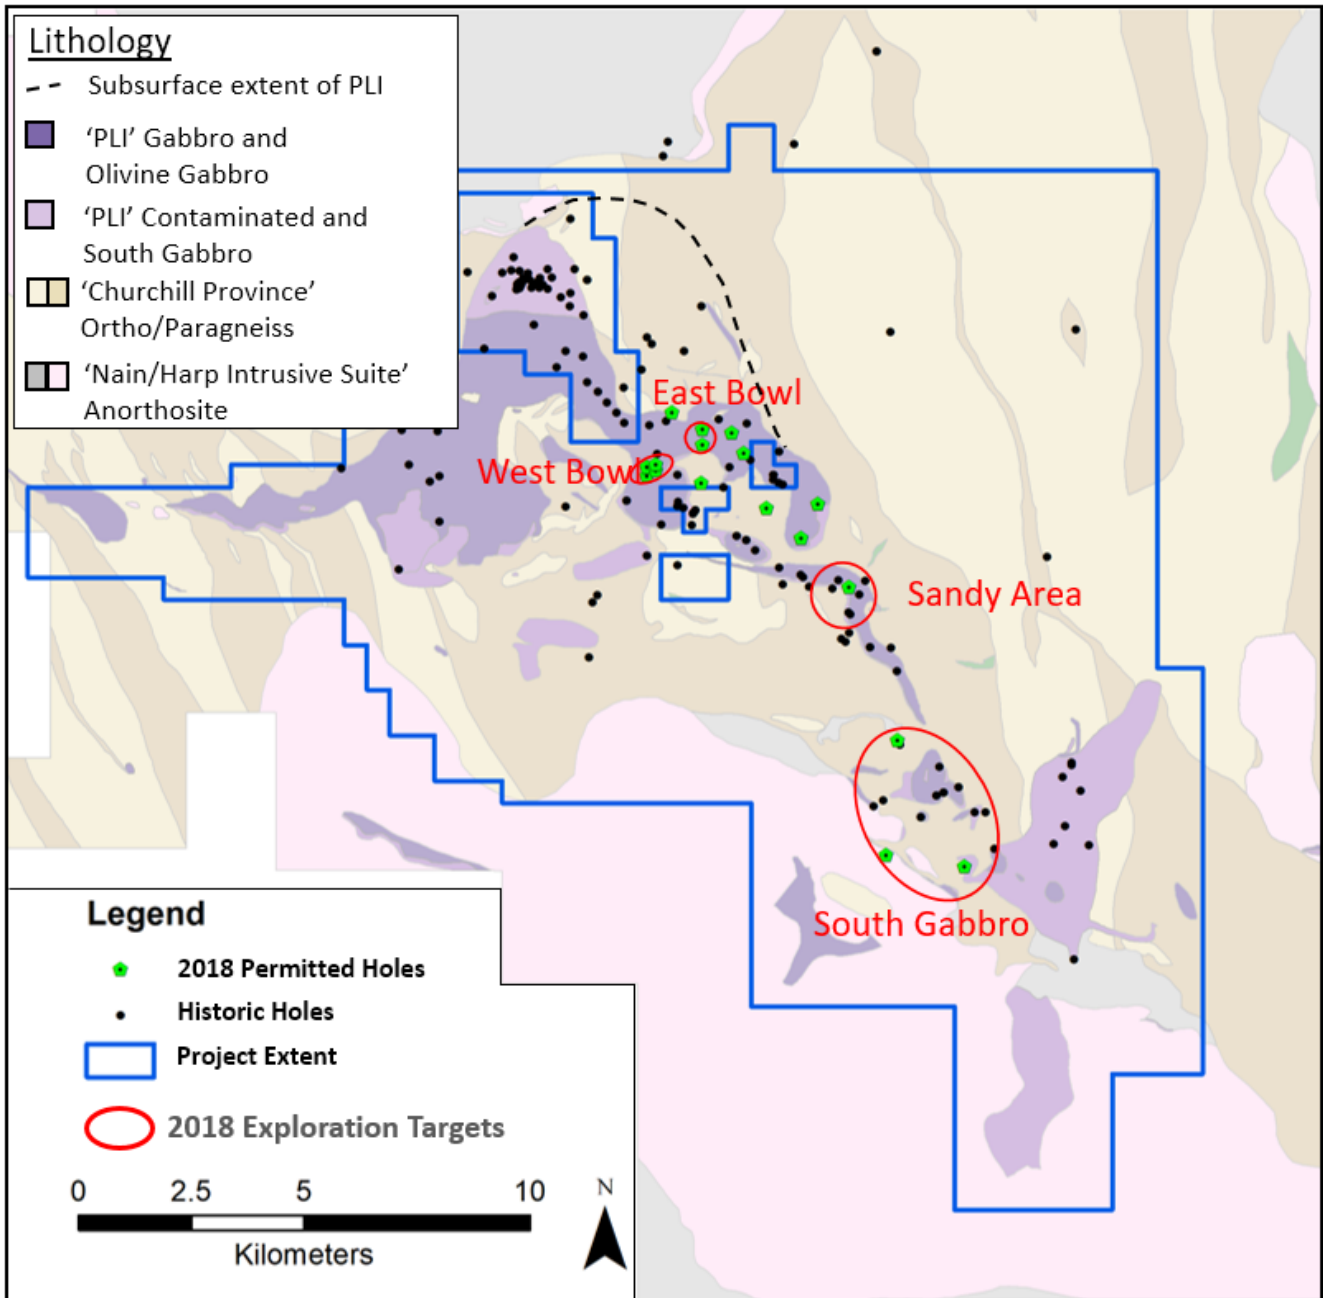 Lithology
Subsurface extent of PLI
‘PLI’ Gabbro and
Olivine Gabbro
‘PLI’ Contaminated and
South Gabbro
‘Churchill Province’
Ortho/Paragneiss
‘Nain/Harp Intrusive Suite’
Anorthosite
East Bowl
West Bowl
Sandy Area
South Gabbro
Legend
2018 Permitted Holes
Historic Holes
Project Extent
2018 Exploration Targets
0 2.5 5 10
Kilometers
N